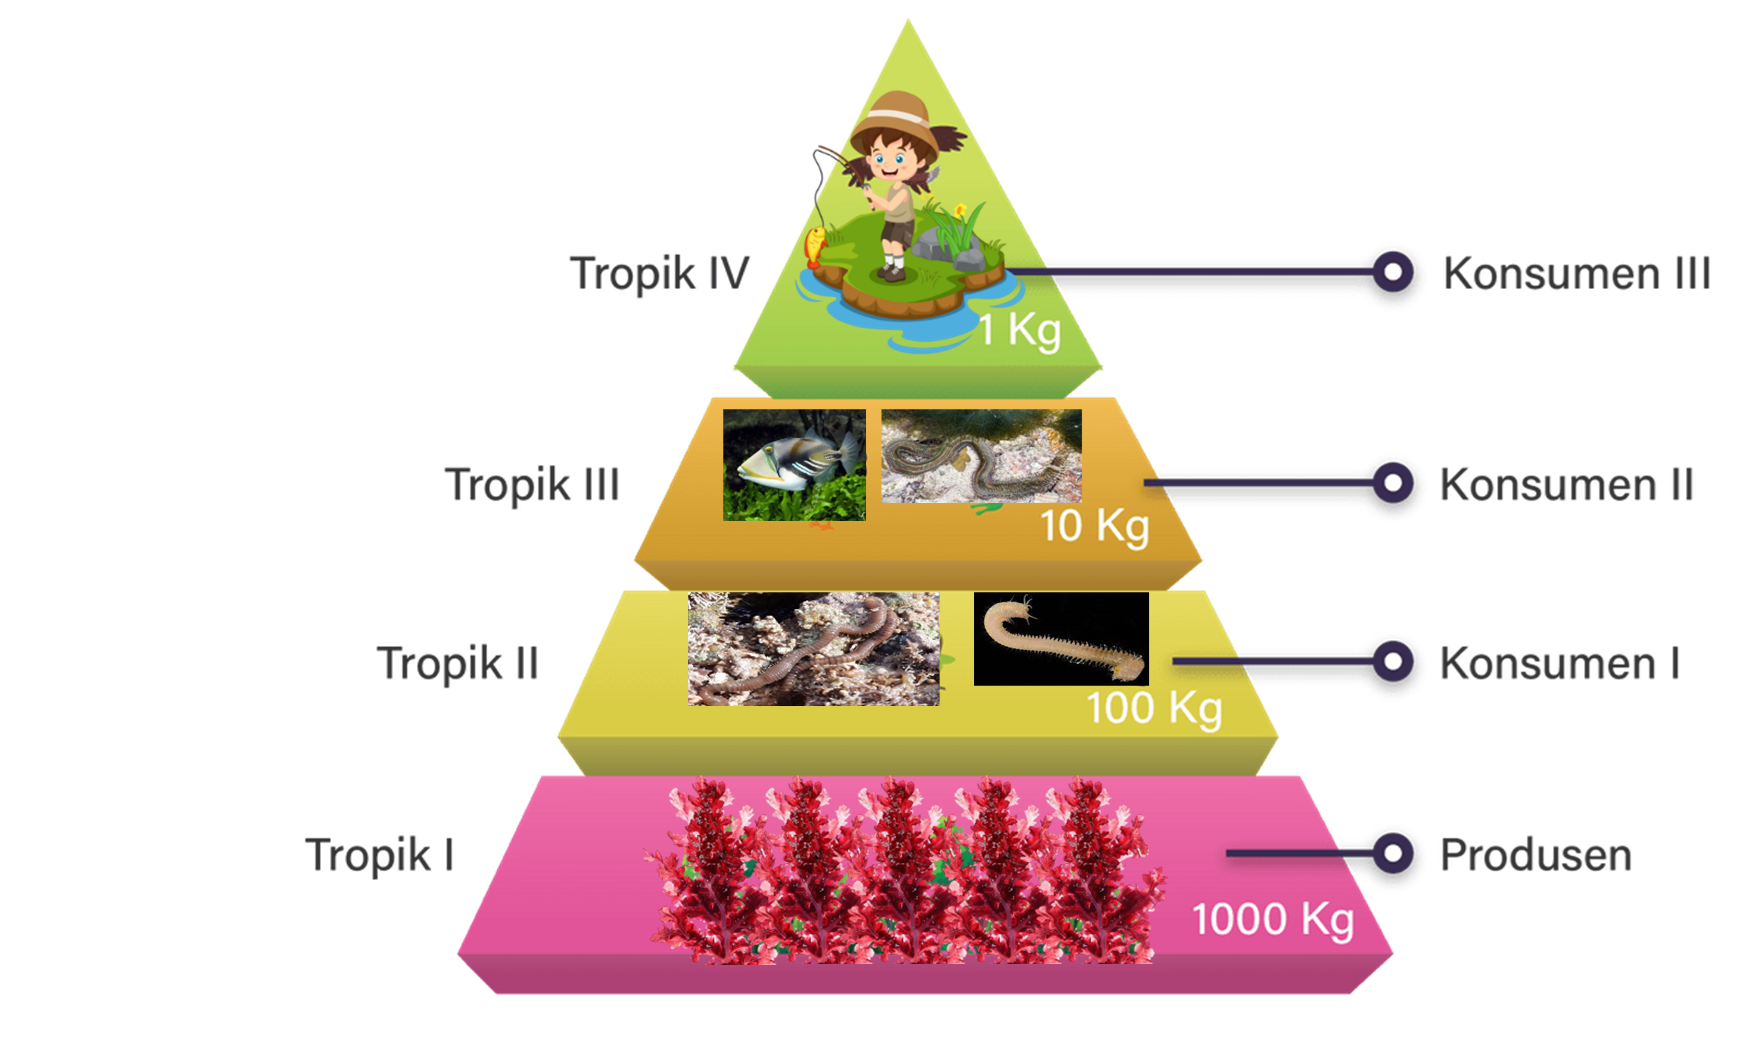 Tropik IV
1 Kg
Konsumen III
Tropik III
10 Kg
Konsumen II
Tropik II
100 Kg
Konsumen I
Tropik I
1000 Kg
Produsen